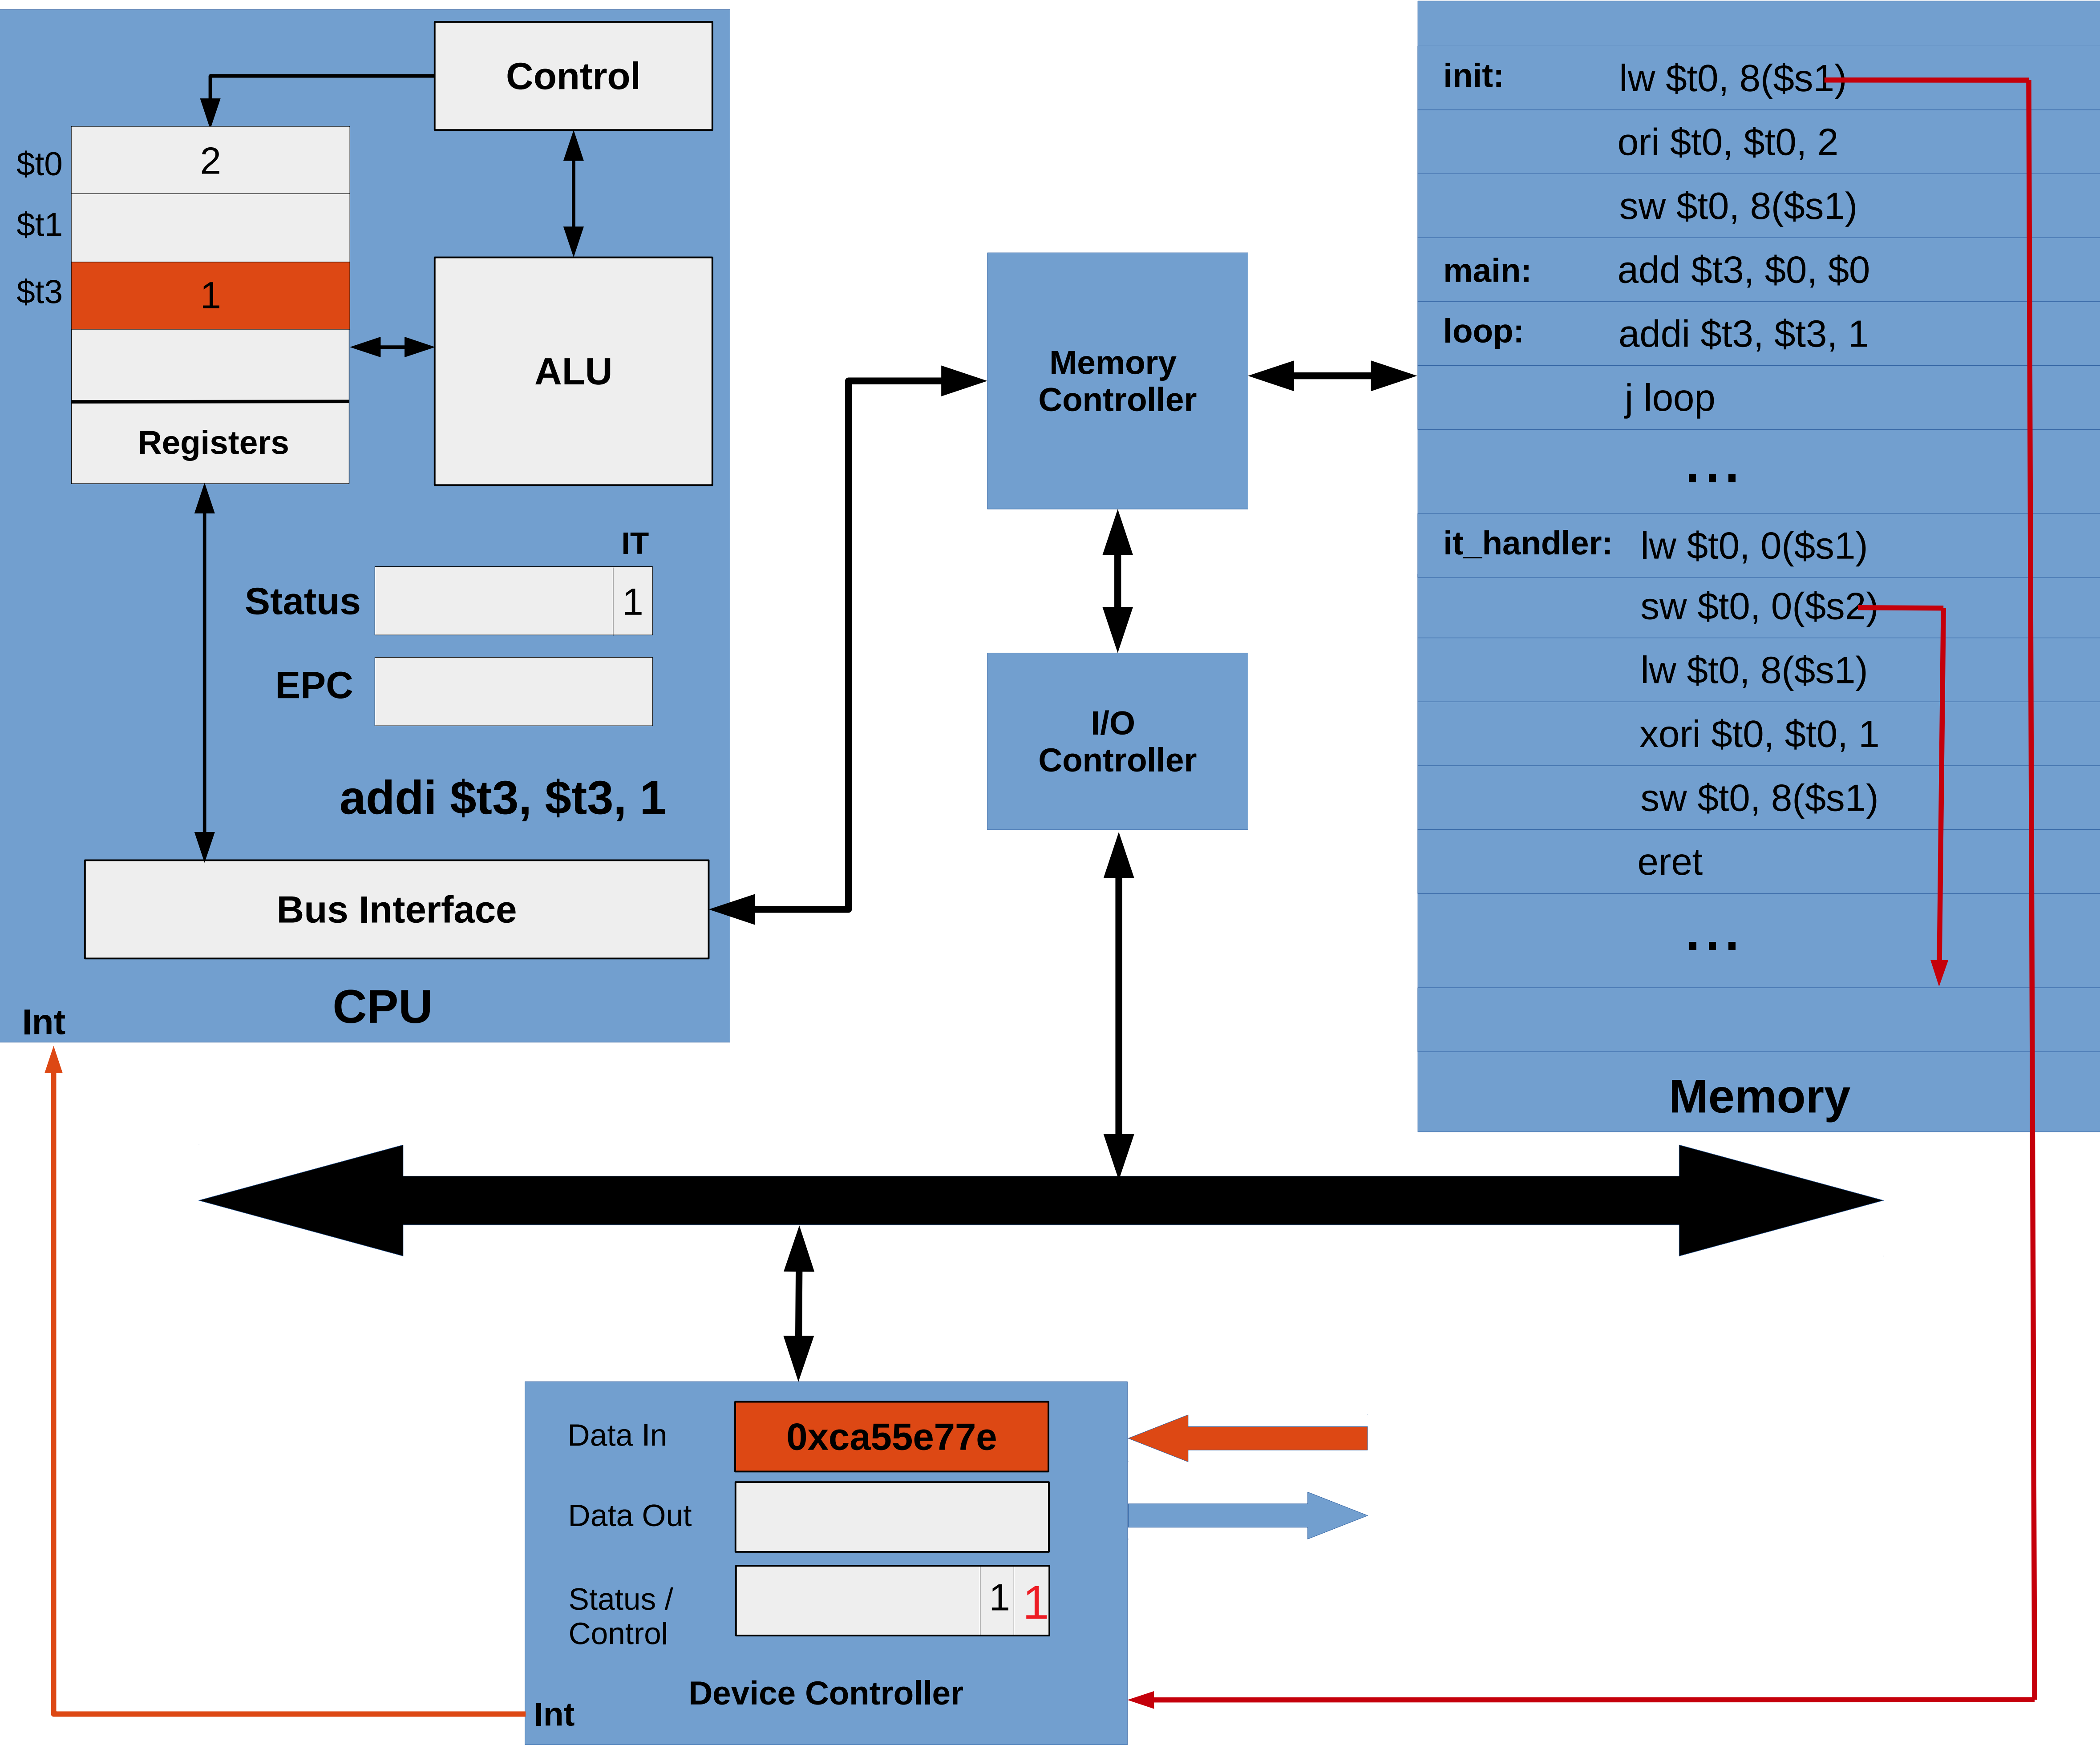 Control
$t0
2
$t1
$t3
1
ALU
Registers
IT
Status
1
EPC
addi $t3, $t3, 1
Bus Interface
CPU
Int
Memory
Controller
I/O
Controller
init: lw $t0, 8($s1)
ori $t0, $t0, 2
sw $t0, 8($s1)
main: add $t3, $0, $0
loop: addi $t3, $t3, 1
j loop
...
it_handler: lw $t0, 0($s1)
sw $t0, 0($s2)
lw $t0, 8($s1)
xori $t0, $t0, 1
sw $t0, 8($s1)
eret
...
Memory
Data In
0xca55e77e
Data Out
Status /
Control
1 1
Device Controller
Int